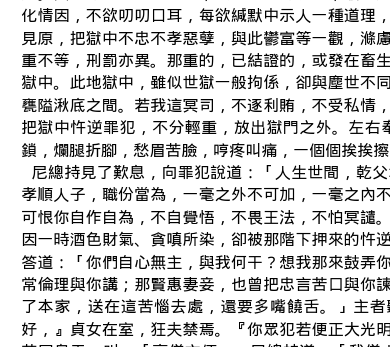 化情因，不欲叨叨口耳，每欲緘默中示人一種道理，
見原，把獄中不忠不孝惡孽，與此鬱富等一觀，滌慮
重不等，刑罰亦異。那重的，已結證的，或發在畜生
獄中。此地獄中，雖似世獄一般拘係，卻與塵世不同
甕隘湫底之間。若我這冥司，不逐利賄，不受私情，
把獄中忤逆罪犯，不分輕重，放出獄門之外。左右奉
鎖，爛腿折腳，愁眉苦臉，哼疼叫痛，一個個挨挨擦
尼總持見了歎息，向罪犯說道：「人生世間，乾父
孝順人子，職份當為，一毫之外不可加，一毫之內不
可恨你自作自為，不自覺悟，不畏王法，不怕冥譴。
因一時酒色財氣、貪嗔所染，卻被那階下押來的忤逆
答道：「你們自心無主，與我何干？想我那來鼓弄你
常倫理與你講；那賢惠妻妾，也曾把忠言苦口與你諫
了本家，送在這苦惱去處，還要多嘴饒舌。」主者
好，』貞女在室，狂夫禁焉。『你眾犯若便正大光明